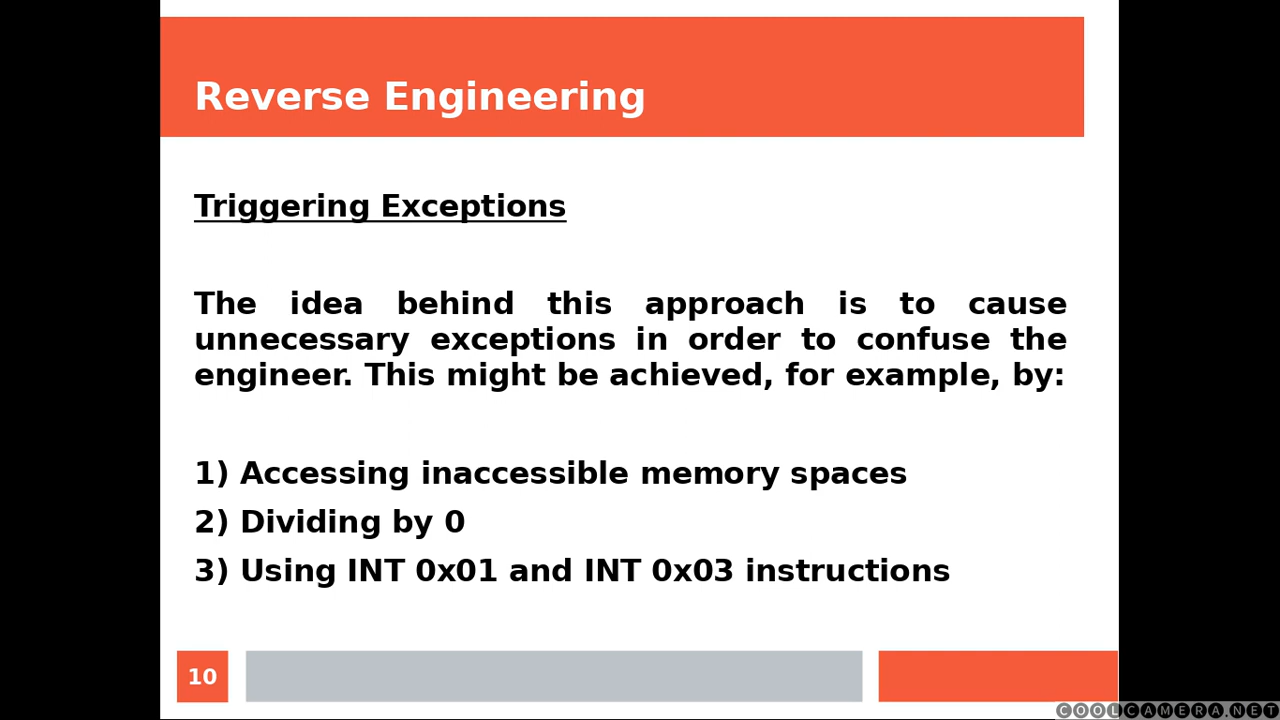 Reverse Engineering
Triggering Exceptions
The idea behind this approach is to cause
unnecessary exceptions in order to confuse the
engineer. This might be achieved, for example, by:
1) Accessing inaccessible memory spaces
2) Dividing by 0
3) Using INT 0x01 and INT 0x03 instructions
10
COOLCAMERA.NET